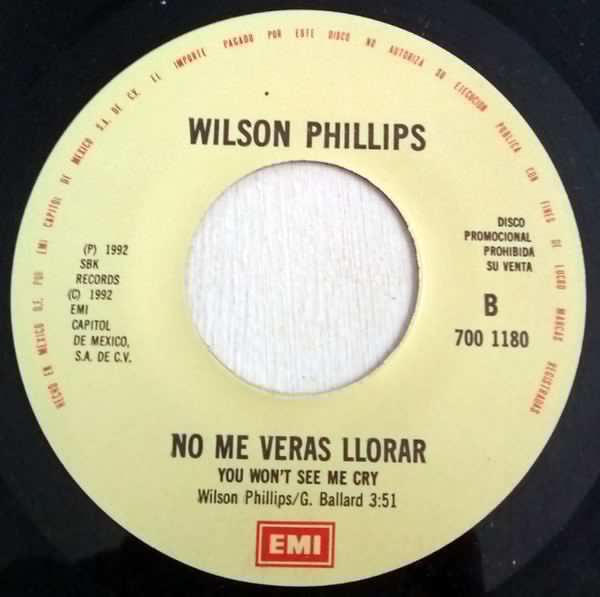 HECHO EN MEXICO D.F. POR EMI CAPITOL DE MEXICO S.A. DE C.V. EL IMPORTE PAGADO POR ESTE DISCO NO AUTORIZA SU EJECUCION PUBLICA CON FINES DE LUCRO MARCAS REGISTRADAS
WILSON PHILLIPS
(P) 1992
SBK
RECORDS
(C) 1992
EMI
CAPITOL
DE MEXICO,
S.A. DE C.V.
DISCO
PROMOCIONAL
PROHIBIDA
SU VENTA
B
700 1180
NO ME VERAS LLORAR
YOU WON'T SEE ME CRY
Wilson Phillips/G. Ballard 3:51
EMI